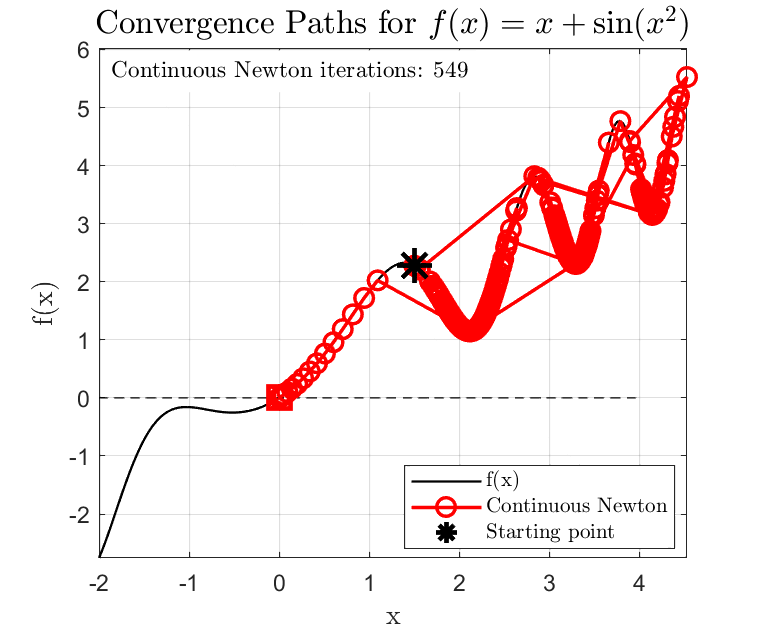 Convergence Paths for $f(x) = x + \sin(x^2)$
Continuous Newton iterations: 549
6
5
4
3
2
1
0
-1
-2
f(x)
-2
-1
0
1
2
3
4
x
f(x)
Continuous Newton
Starting point